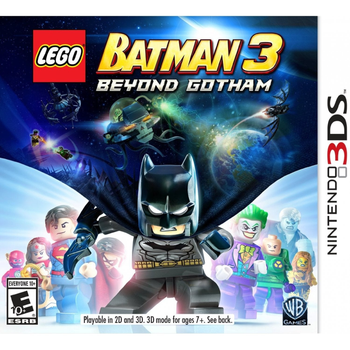 LEGO
BATMAN 3
BEYOND GOTHAM
NINTENDO 3DS
EVERYONE 10+
E
ESRB
Playable in 2D and 3D. 3D mode for ages 7+. See back.
WB
GAMES